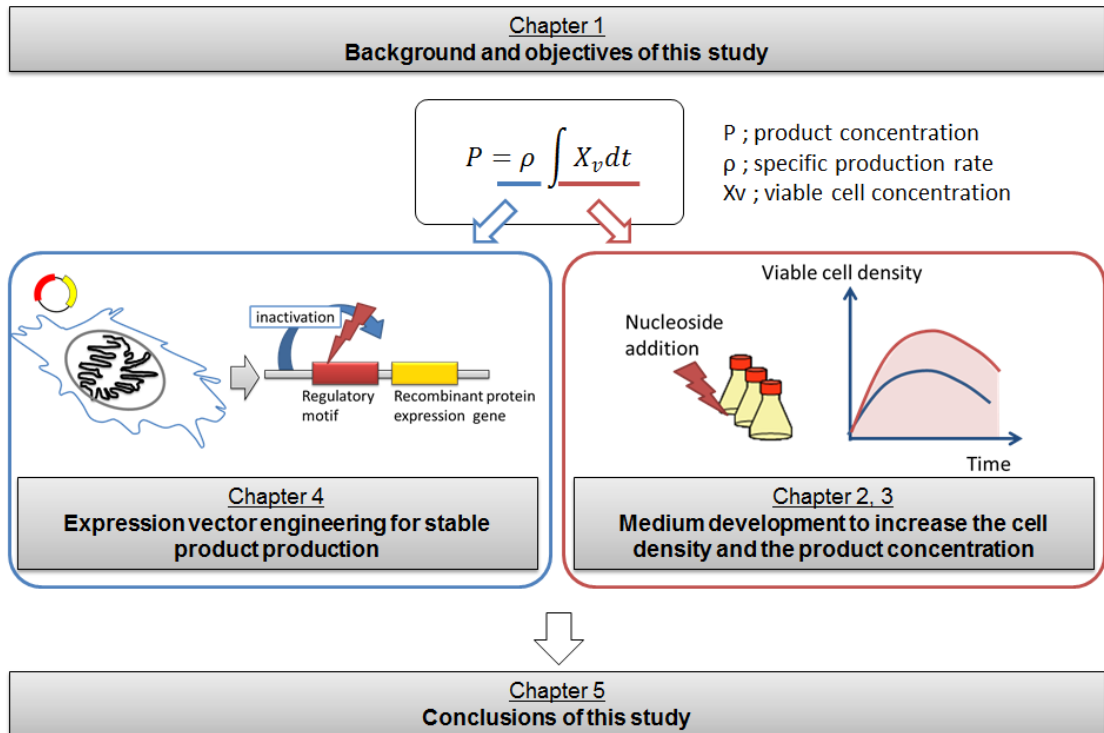 Chapter 1
Background and objectives of this study
P = ρ ∫ X_v dt
P ; product concentration
ρ ; specific production rate
Xv ; viable cell concentration
inactivation
Regulatory
motif
Recombinant protein
expression gene
Chapter 4
Expression vector engineering for stable
product production
Viable cell density
Nucleoside
addition
Time
Chapter 2, 3
Medium development to increase the cell
density and the product concentration
Chapter 5
Conclusions of this study